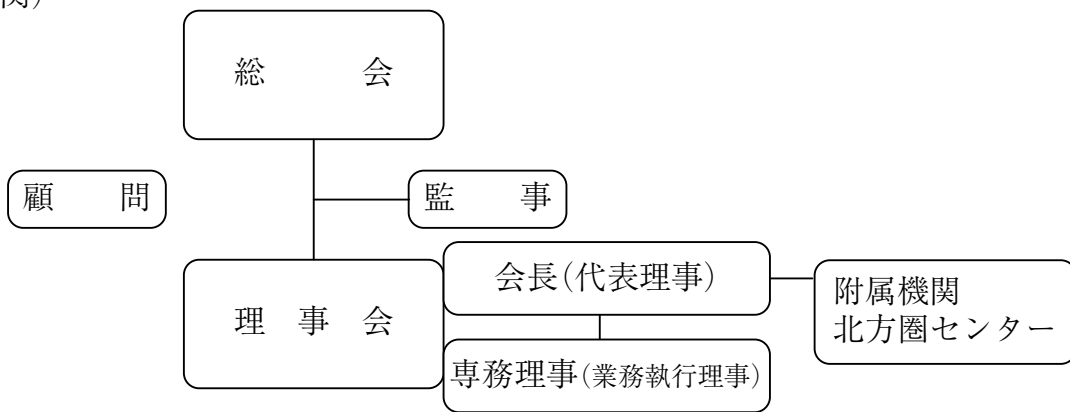 関)
総　　会
顧　問
監　事
理　事　会
会長(代表理事)
専務理事(業務執行理事)
附属機関
北方圏センター